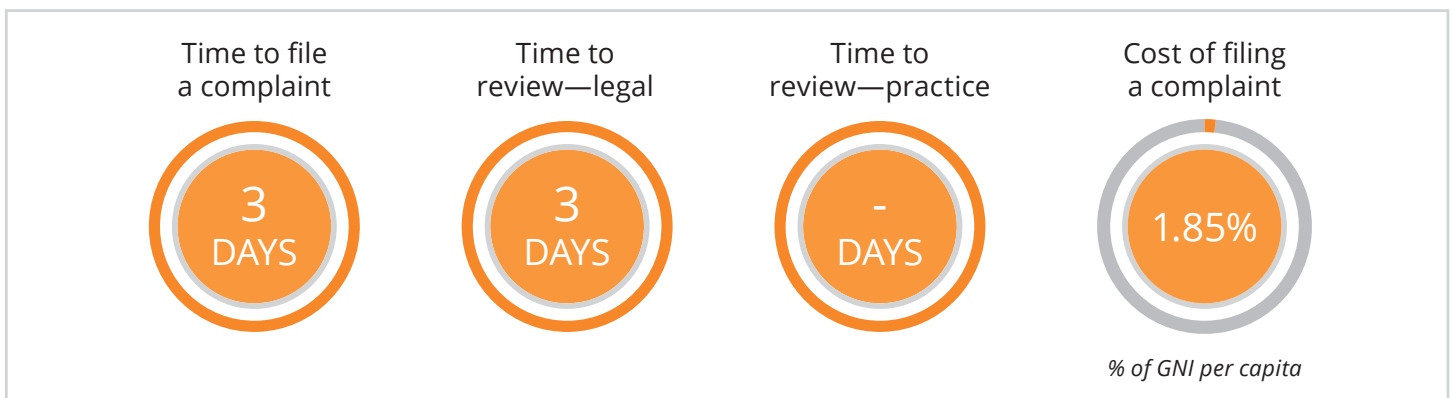 Time to file
a complaint
Time to
review—legal
Time to
review—practice
Cost of filing
a complaint
3
DAYS
3
DAYS
-
DAYS
1.85%
% of GNI per capita